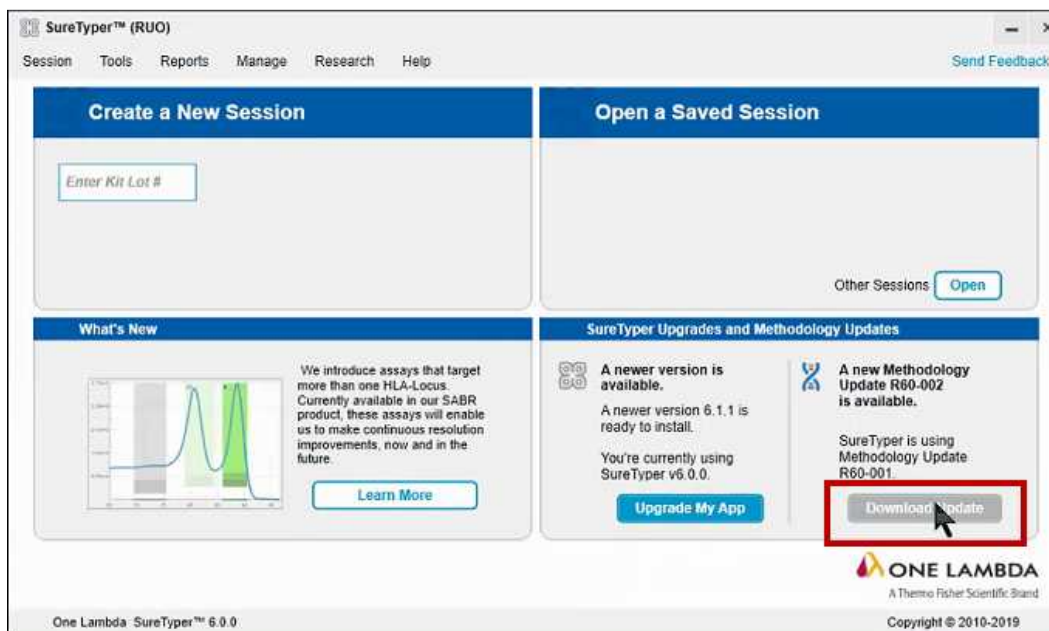 SureTyper™ (RUO)
Session Tools Reports Manage Research Help Send Feedback
Create a New Session
Enter Kit Lot #
Open a Saved Session
Other Sessions Open
What's New
We introduce assays that target
more than one HLA-Locus.
Currently available in our SABR
product, these assays will enable
us to make continuous resolution
improvements, now and in the
future.
Learn More
SureTyper Upgrades and Methodology Updates
A newer version is
available.
A newer version 6.1.1 is
ready to install.
You're currently using
SureTyper v6.0.0.
Upgrade My App
A new Methodology
Update R60-002
is available.
SureTyper is using
Methodology Update
R60-001.
Download Update
ONE LAMBDA
A Thermo Fisher Scientific Brand
One Lambda SureTyper™ 6.0.0
Copyright © 2010-2019